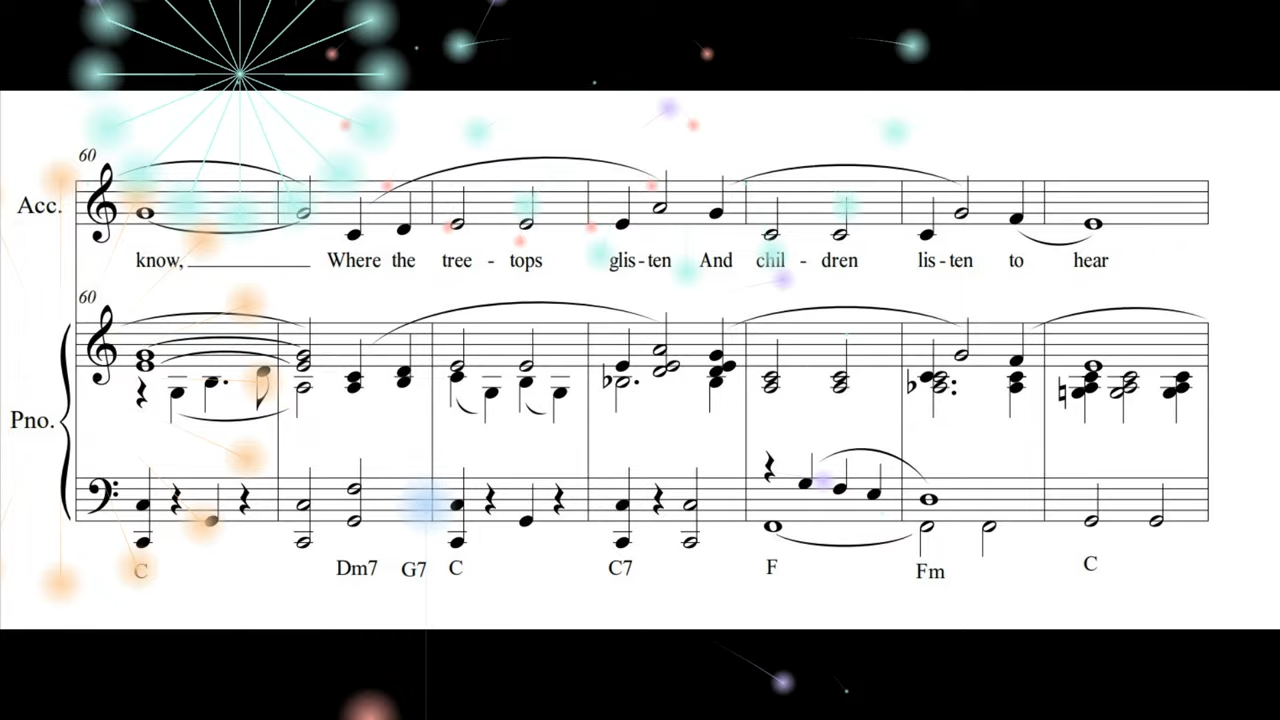 60
Acc.
know, Where the tree - tops glis - ten And chil - dren lis - ten to hear
60
Pno.
C Dm7 G7 C C7 F Fm C